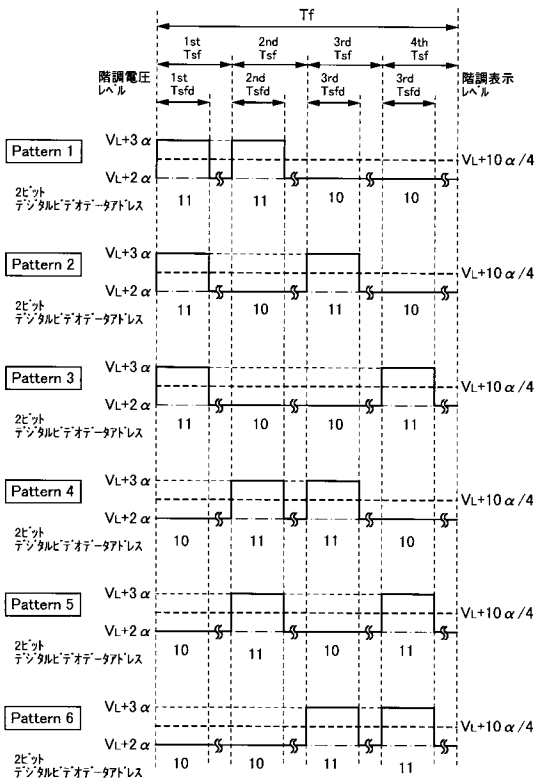 Tf
1st Tsf 2nd Tsf 3rd Tsf 4th Tsf
階調電圧レベル 1st Tsfd 2nd Tsfd 3rd Tsfd 3rd Tsfd 階調表示レベル
Pattern 1
VL+3α
VL+2α
VL+10α/4
2ビット
デジタルビデオデータアドレス
11 11 10 10
Pattern 2
VL+3α
VL+2α
VL+10α/4
2ビット
デジタルビデオデータアドレス
11 10 11 10
Pattern 3
VL+3α
VL+2α
VL+10α/4
2ビット
デジタルビデオデータアドレス
11 10 10 11
Pattern 4
VL+3α
VL+2α
VL+10α/4
2ビット
デジタルビデオデータアドレス
10 11 11 10
Pattern 5
VL+3α
VL+2α
VL+10α/4
2ビット
デジタルビデオデータアドレス
10 11 10 11
Pattern 6
VL+3α
VL+2α
VL+10α/4
2ビット
デジタルビデオデータアドレス
10 10 11 11